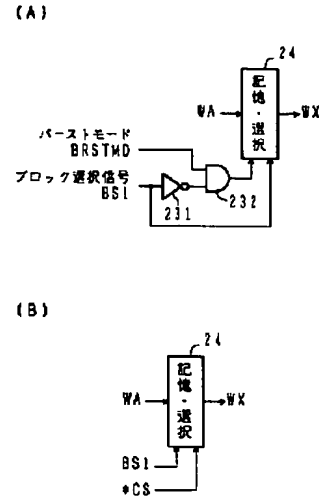 (A)
24
記憶・選択
WA
WX
バーストモード
BRSTMD
ブロック選択信号
BS1
231
232
(B)
24
記憶・選択
WA
WX
BS1
*CS